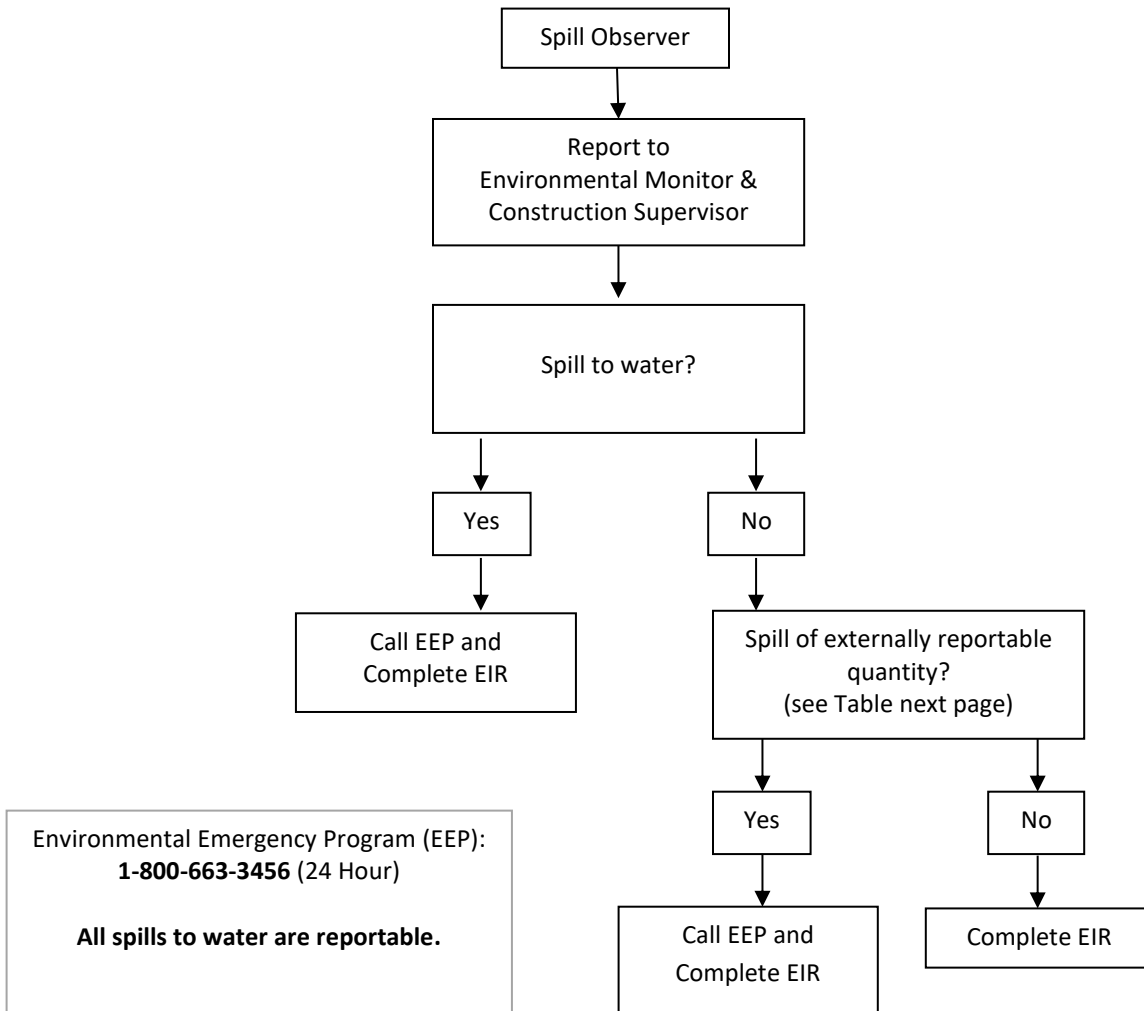 Spill Observer
Report to
Environmental Monitor &
Construction Supervisor
Spill to water?
Yes
No
Call EEP and
Complete EIR
Spill of externally reportable
quantity?
(see Table next page)
Yes
No
Call EEP and
Complete EIR
Complete EIR
Environmental Emergency Program (EEP):
1-800-663-3456 (24 Hour)
All spills to water are reportable.